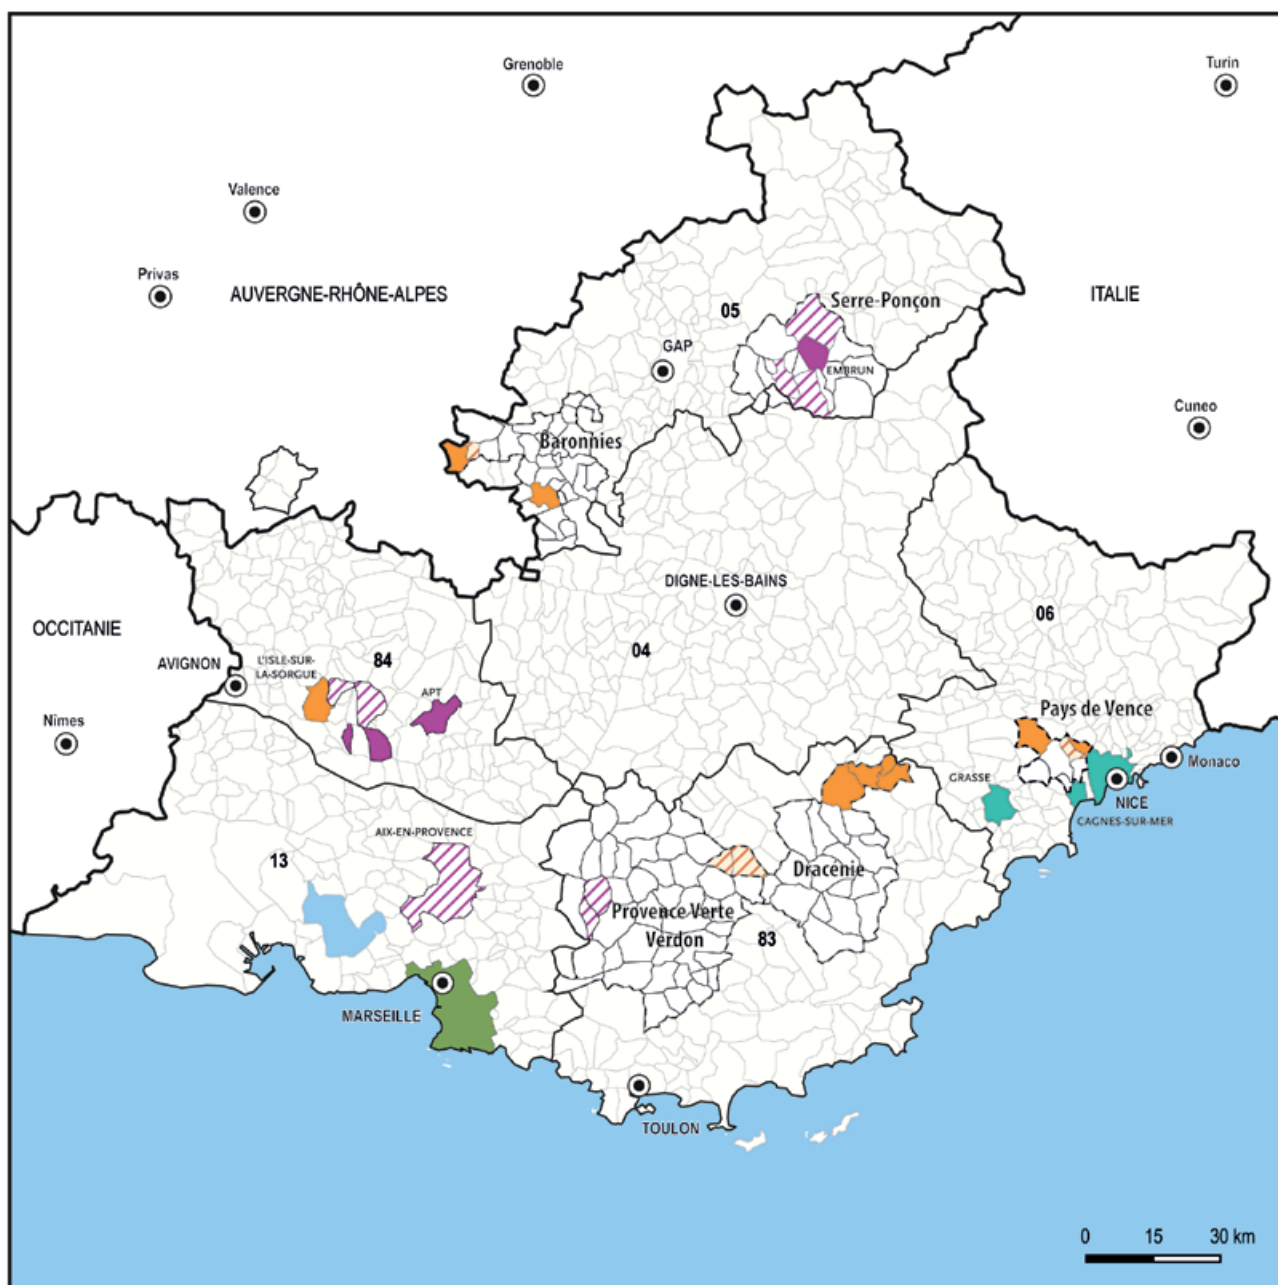 Grenoble
Turin
Valence
Privas
AUVERGNE-RHÔNE-ALPES
ITALIE
Serre-Ponçon
05
GAP
EMBRUN
Cuneo
Baronnies
DIGNE-LES-BAINS
06
OCCITANIE
04
L'ISLE-SUR-
LA-SORGUE
84
AVIGNON
APT
Pays de Vence
Nîmes
Monaco
GRASSE
NICE
CAGNES-SUR-MER
AIX-EN-PROVENCE
13
Dracénie
Provence Verte
Verdon
83
MARSEILLE
TOULON
0 15 30 km